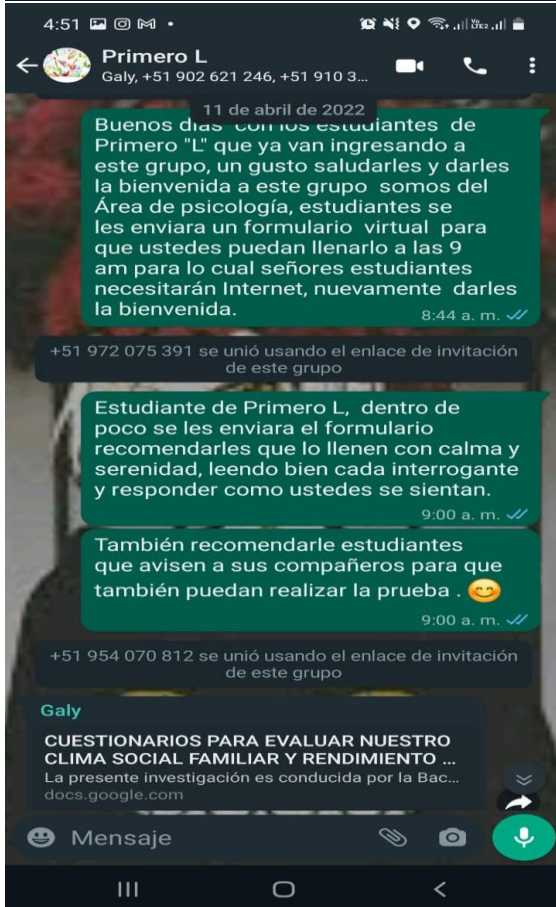 4:51
Primero L
Galy, +51 902 621 246, +51 910 3...
11 de abril de 2022
Buenos días con los estudiantes de
Primero "L" que ya van ingresando a
este grupo, un gusto saludarles y darles
la bienvenida a este grupo somos del
Área de psicología, estudiantes se
les enviara un formulario virtual para
que ustedes puedan llenarlo a las 9
am para lo cual señores estudiantes
necesitarán Internet, nuevamente darles
la bienvenida.
8:44 a. m.
+51 972 075 391 se unió usando el enlace de invitación
de este grupo
Estudiante de Primero L, dentro de
poco se les enviara el formulario
recomendarles que lo llenen con calma y
serenidad, leendo bien cada interrogante
y responder como ustedes se sientan.
9:00 a. m.
También recomendarle estudiantes
que avisen a sus compañeros para que
también puedan realizar la prueba .
9:00 a. m.
+51 954 070 812 se unió usando el enlace de invitación
de este grupo
Galy
CUESTIONARIOS PARA EVALUAR NUESTRO
CLIMA SOCIAL FAMILIAR Y RENDIMIENTO ...
La presente investigación es conducida por la Bac...
docs.google.com
Mensaje